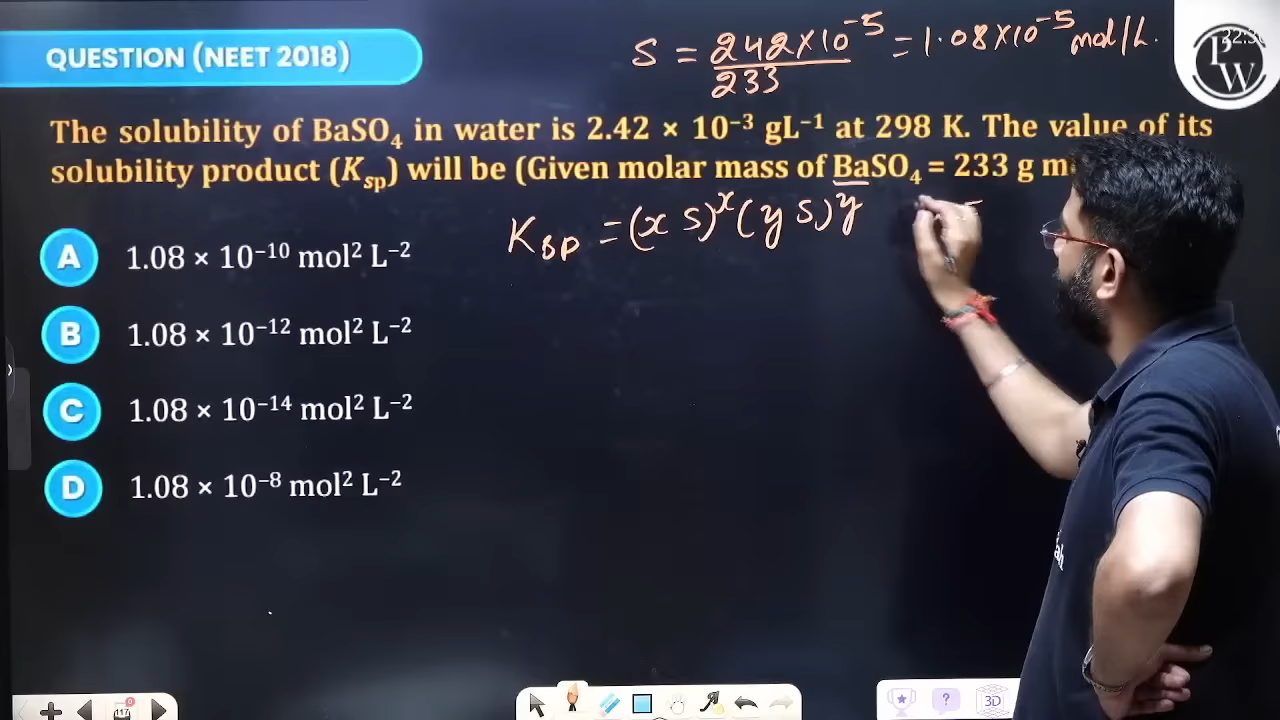 QUESTION (NEET 2018)
S = 242×10⁻⁵/233 = 1.08×10⁻⁵ mol/L.
PW
The solubility of BaSO₄ in water is 2.42 × 10⁻³ gL⁻¹ at 298 K. The value of its
solubility product (Kₛₚ) will be (Given molar mass of BaSO₄ = 233 g m
Kₛₚ = (x s)ˣ (y s)ʸ
A 1.08 × 10⁻¹⁰ mol² L⁻²
B 1.08 × 10⁻¹² mol² L⁻²
C 1.08 × 10⁻¹⁴ mol² L⁻²
D 1.08 × 10⁻⁸ mol² L⁻²
117
? 3D